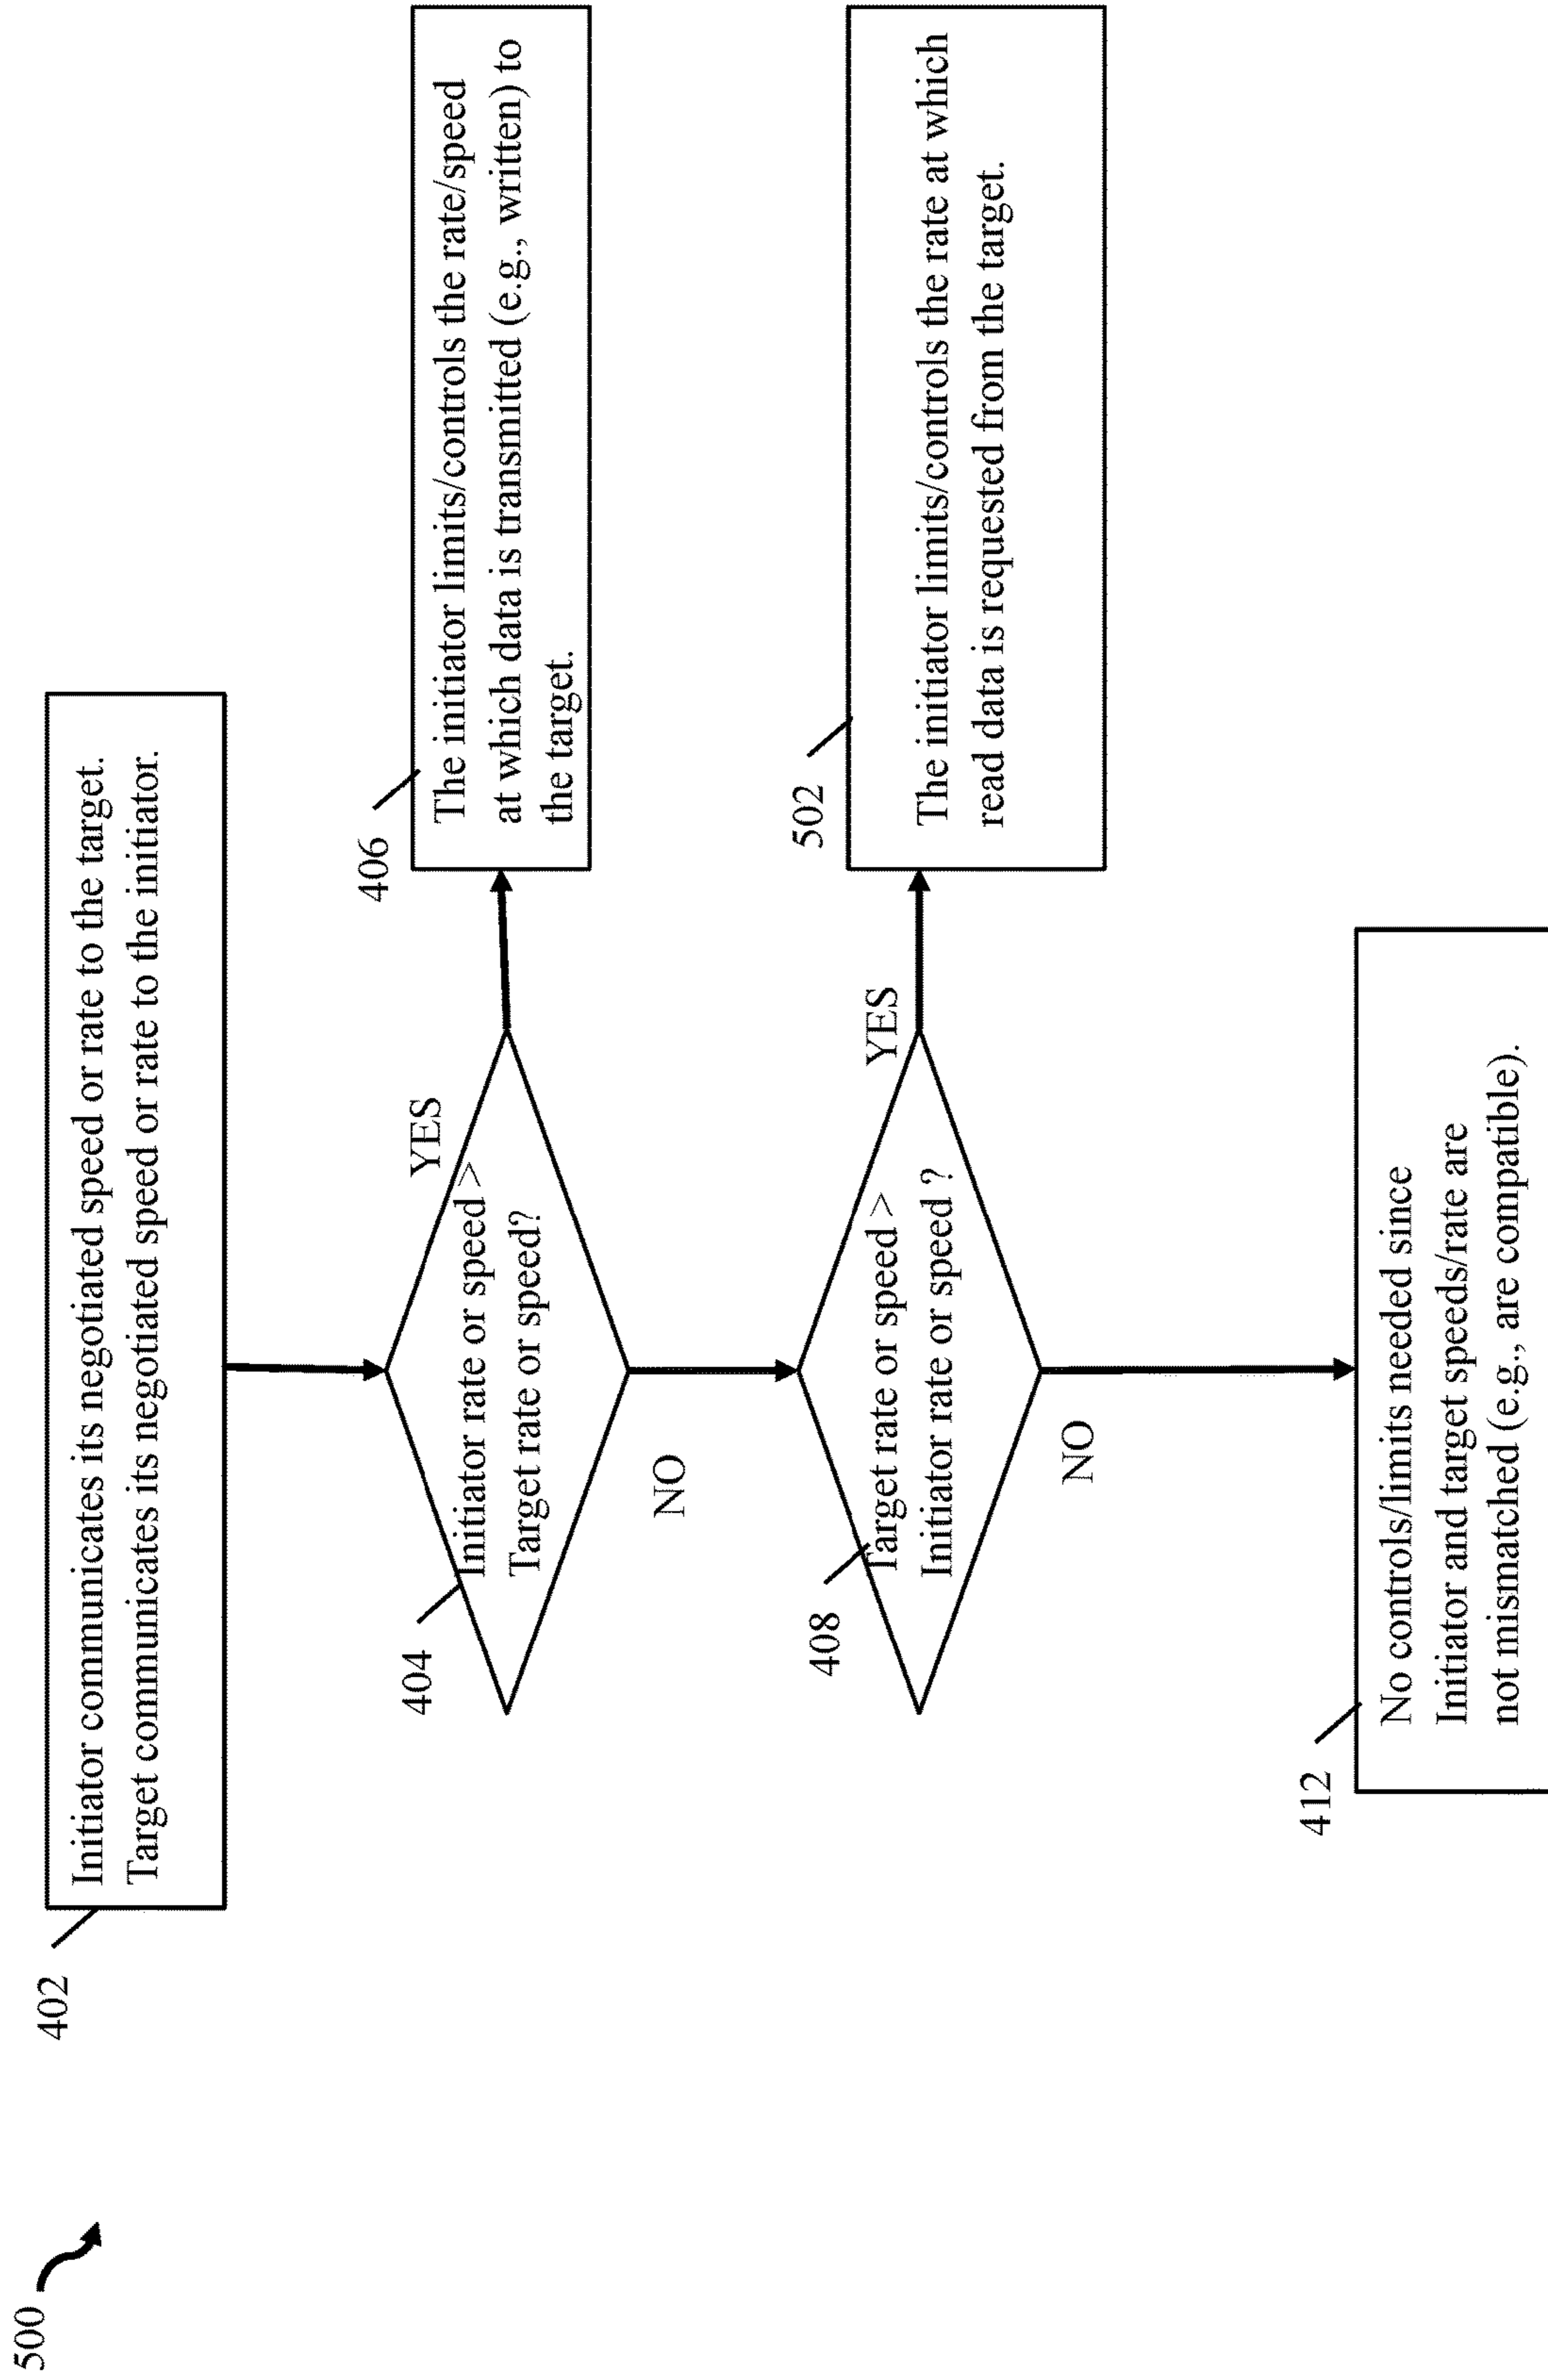 500
402
Initiator communicates its negotiated speed or rate to the target.
Target communicates its negotiated speed or rate to the initiator.
404
Initiator rate or speed >
Target rate or speed?
YES
406
The initiator limits/controls the rate/speed
at which data is transmitted (e.g., written) to
the target.
NO
408
Target rate or speed >
Initiator rate or speed ?
YES
502
The initiator limits/controls the rate at which
read data is requested from the target.
NO
412
No controls/limits needed since
Initiator and target speeds/rate are
not mismatched (e.g., are compatible).